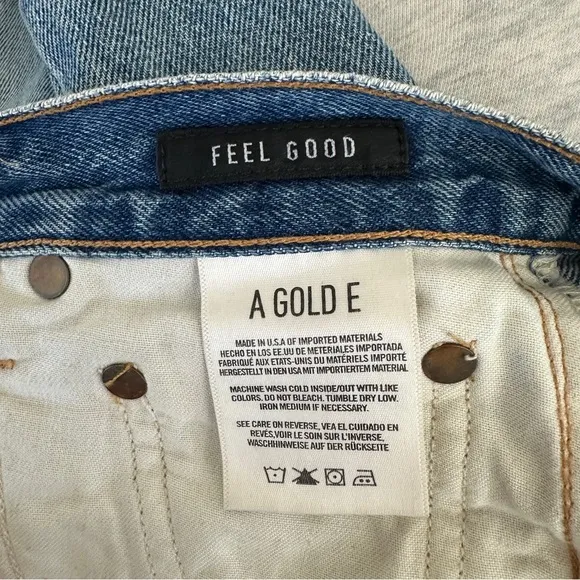 FEEL GOOD
A GOLD E
MADE IN U.S.A OF IMPORTED MATERIALS
HECHO EN LOS EE.UU DE METERIALES IMPORTADA
FABRIQUÉ AUX ETATS-UNIS DU MATÉRIELS IMPORTÉ
HERGESTELLT IN DEN USA MIT IMPORTIERTEM MATERIAL
MACHINE WASH COLD INSIDE/OUT WITH LIKE
COLORS. DO NOT BLEACH. TUMBLE DRY LOW.
IRON MEDIUM IF NECESSARY.
SEE CARE ON REVERSE, VEA EL CUIDADO EN
REVÉS,VOIR LE SOIN SUR L'INVERSE,
WASCHHINWEISE AUF DER RÜCKSEITE